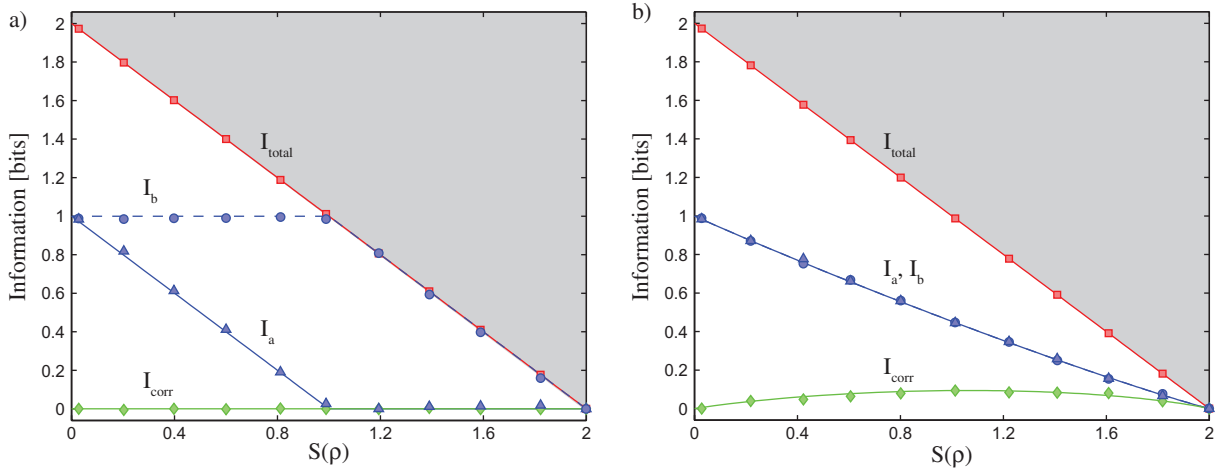 a)
2
1.8
1.6
1.4
1.2
1
0.8
0.6
0.4
0.2
0
Information [bits]
I_total
I_b
I_a
I_corr
0 0.4 0.8 1.2 1.6 2
S(ρ)
b)
2
1.8
1.6
1.4
1.2
1
0.8
0.6
0.4
0.2
0
Information [bits]
I_total
I_a, I_b
I_corr
0 0.4 0.8 1.2 1.6 2
S(ρ)